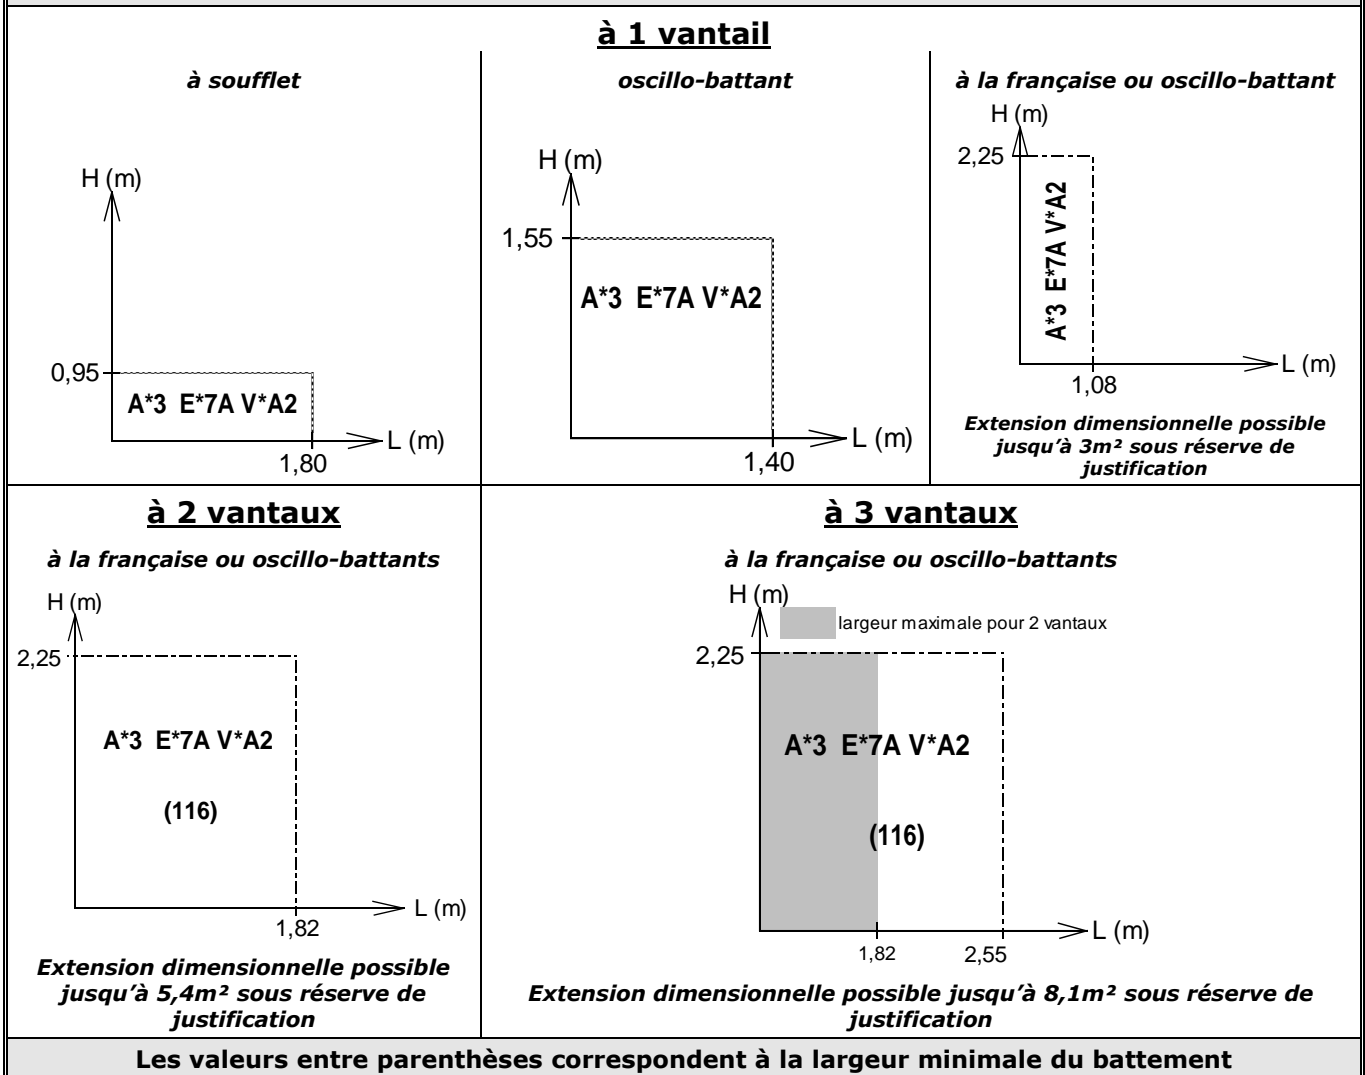 à 1 vantail
à soufflet
H (m)
0,95
A*3 E*7A V*A2
L (m)
1,80
oscillo-battant
H (m)
1,55
A*3 E*7A V*A2
L (m)
1,40
à la française ou oscillo-battant
H (m)
2,25
A*3 E*7A V*A2
L (m)
1,08
Extension dimensionnelle possible
jusqu'à 3m² sous réserve de
justification
à 2 vantaux
à la française ou oscillo-battants
H (m)
2,25
A*3 E*7A V*A2
(116)
L (m)
1,82
Extension dimensionnelle possible
jusqu'à 5,4m² sous réserve de
justification
à 3 vantaux
à la française ou oscillo-battants
H (m)
largeur maximale pour 2 vantaux
2,25
A*3 E*7A V*A2
(116)
L (m)
1,82
2,55
Extension dimensionnelle possible jusqu'à 8,1m² sous réserve de
justification
Les valeurs entre parenthèses correspondent à la largeur minimale du battement